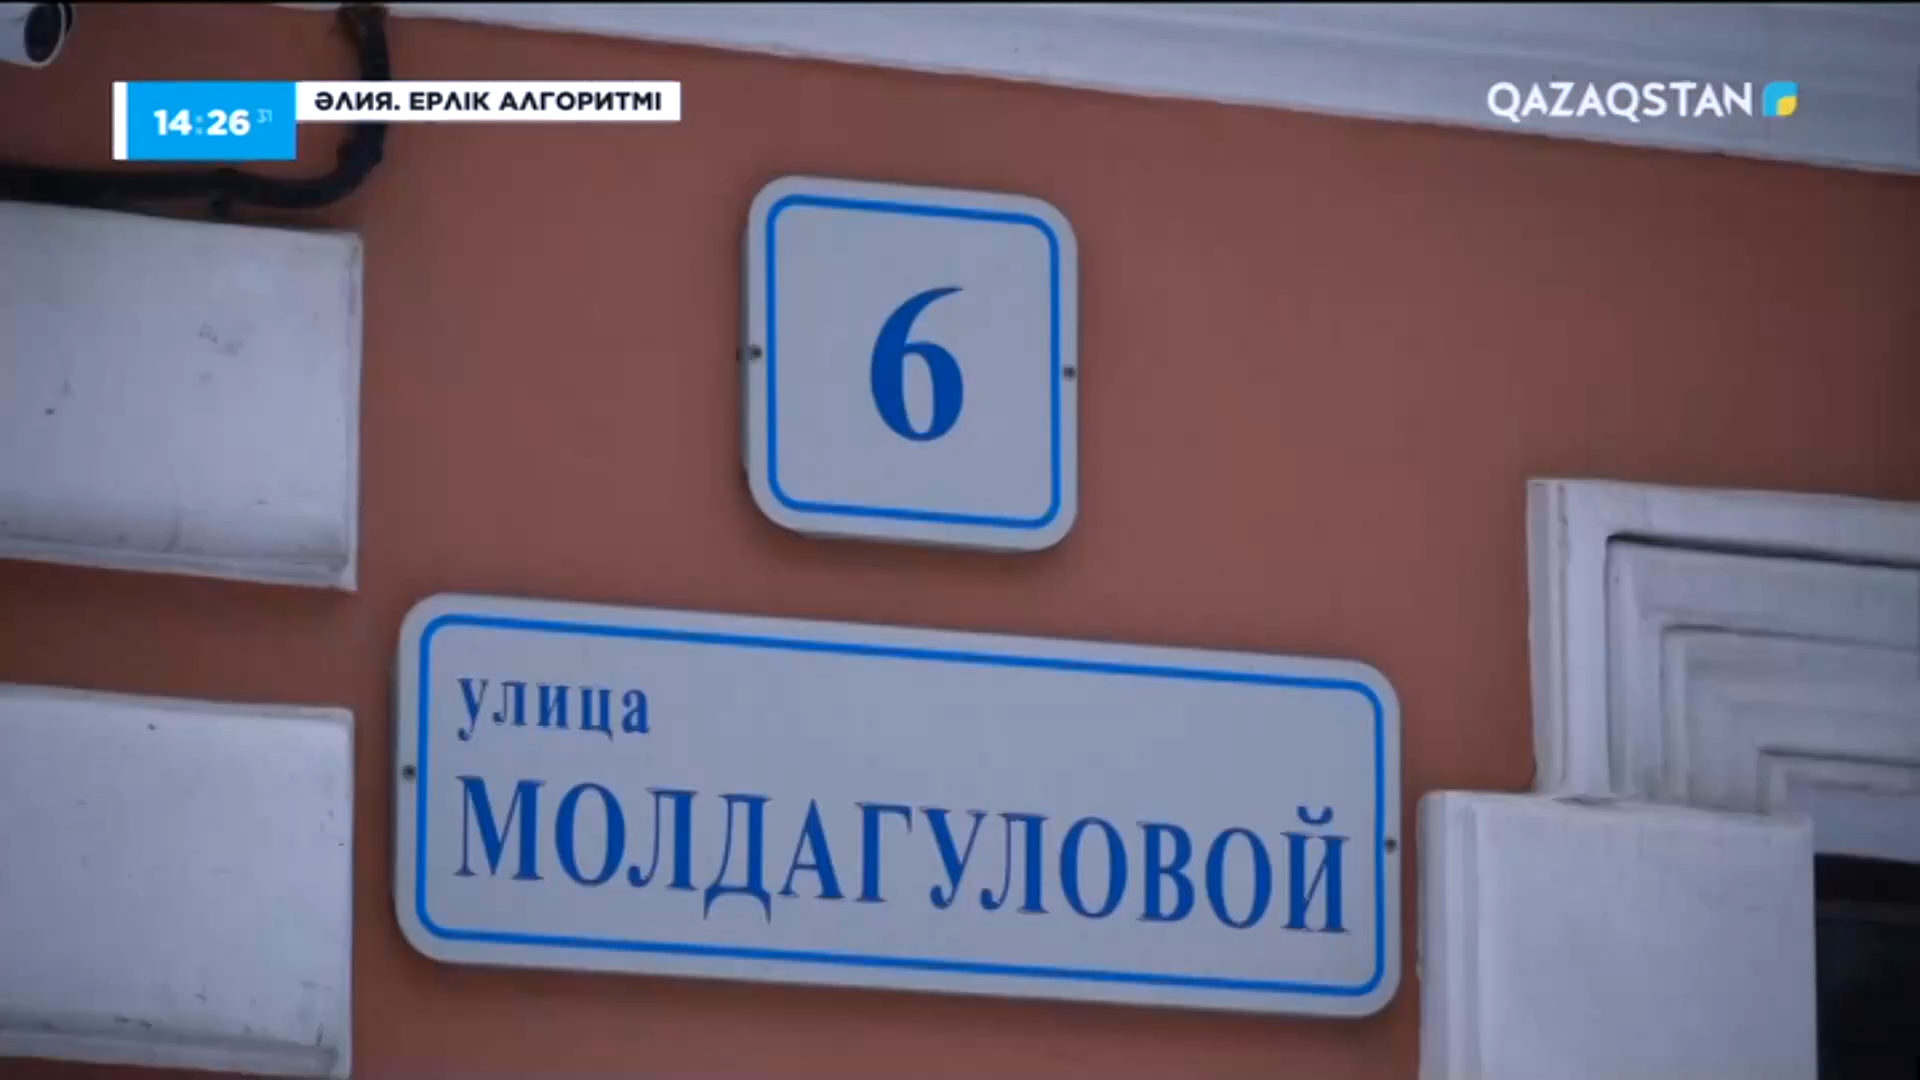 14:26 31
ӘЛИЯ. ЕРЛІК АЛГОРИТМІ
QAZAQSTAN
6
улица
МОЛДАГУЛОВОЙ